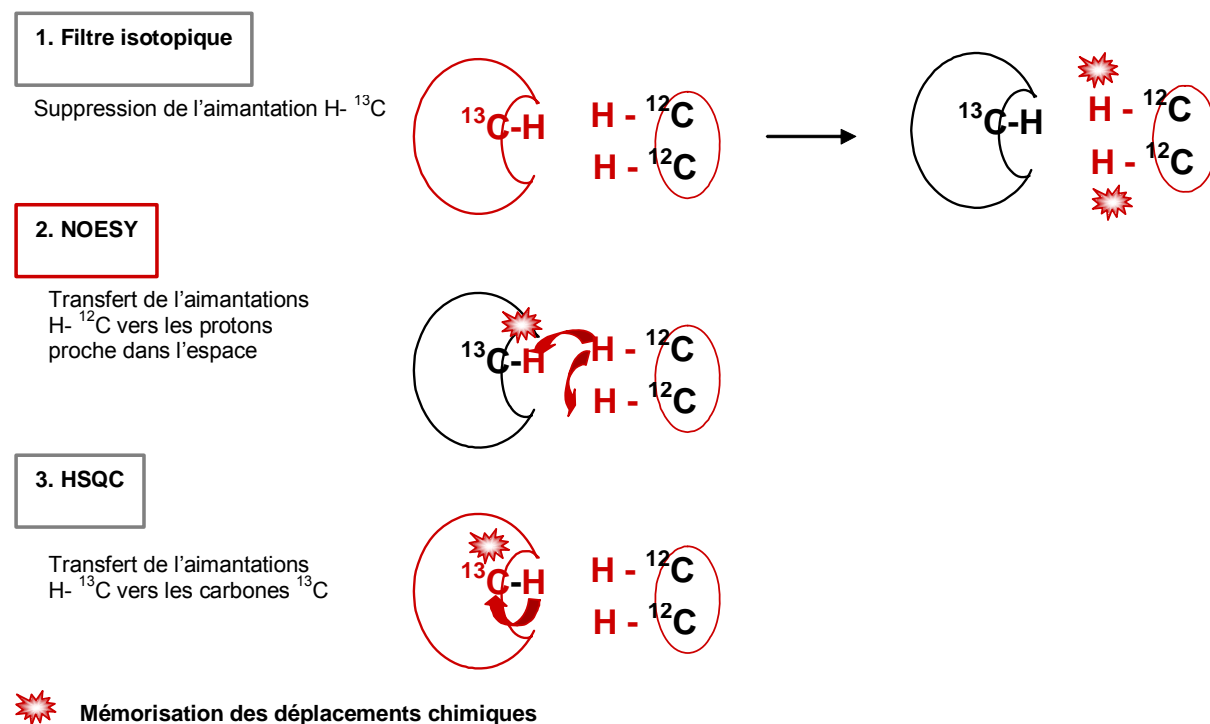 1. Filtre isotopique
Suppression de l’aimantation H- ¹³C
¹³C-H
H - ¹²C
H - ¹²C
¹³C-H
H - ¹²C
H - ¹²C
2. NOESY
Transfert de l’aimantations
H- ¹²C vers les protons
proche dans l’espace
¹³C-H
H - ¹²C
H - ¹²C
3. HSQC
Transfert de l’aimantations
H- ¹³C vers les carbones ¹³C
¹³C-H
H - ¹²C
H - ¹²C
Mémorisation des déplacements chimiques